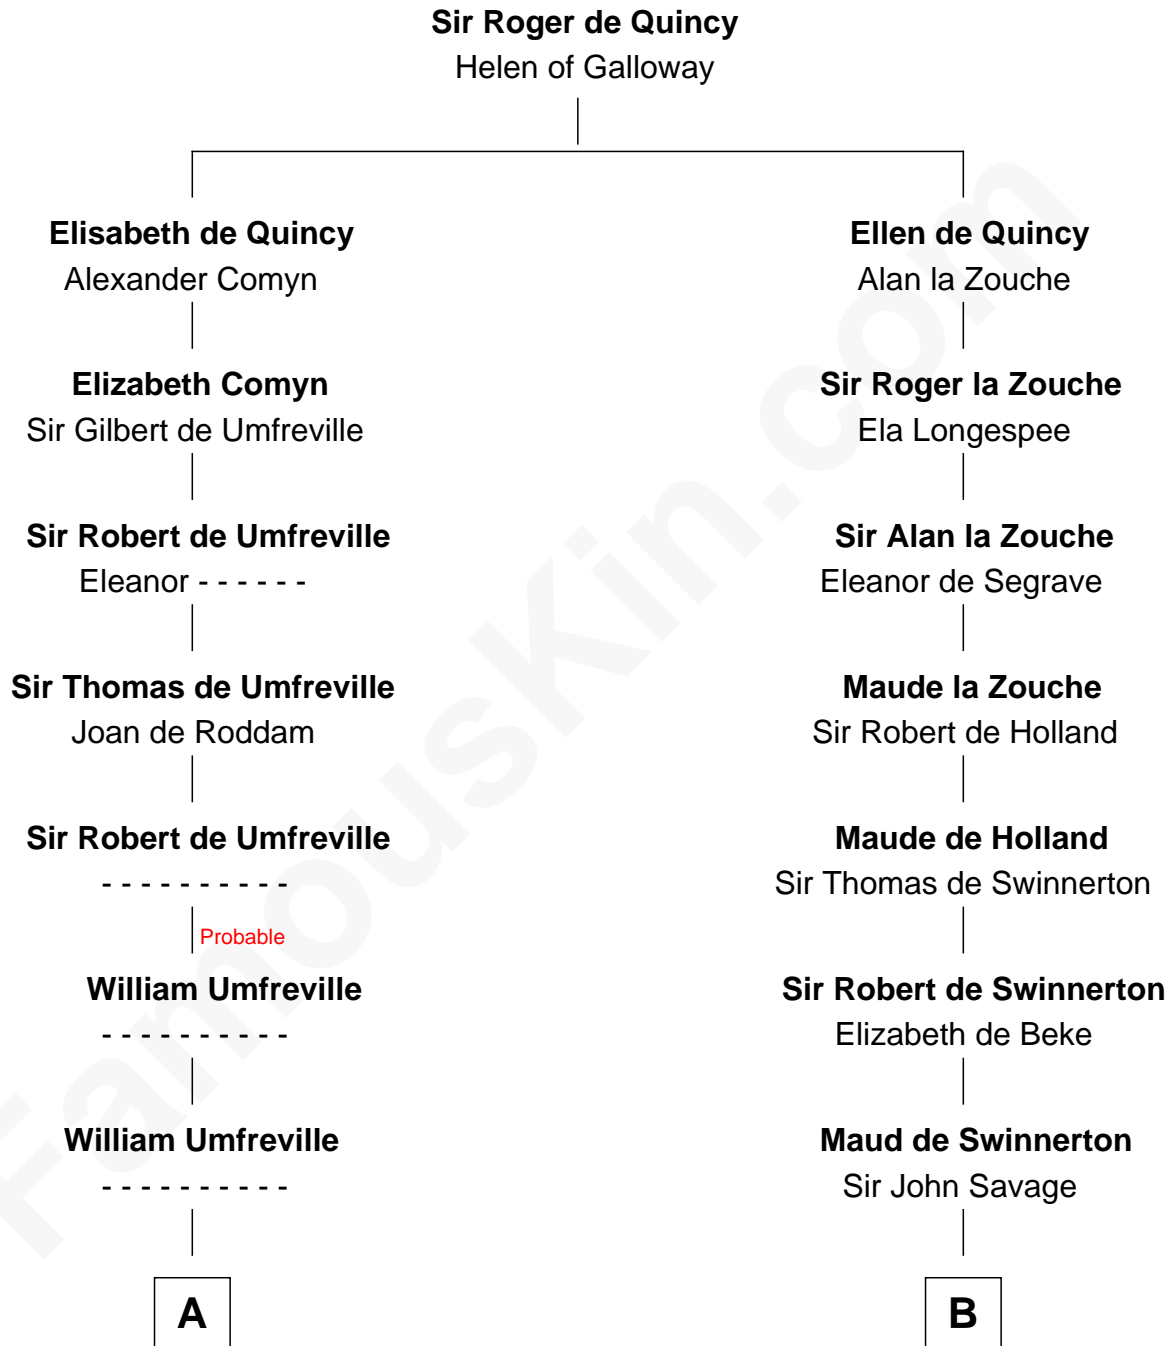 Sir Roger de Quincy
Helen of Galloway
Elisabeth de Quincy
Alexander Comyn
Ellen de Quincy
Alan la Zouche
Elizabeth Comyn
Sir Gilbert de Umfreville
Sir Roger la Zouche
Ela Longespee
Sir Robert de Umfreville
Eleanor - - - - - -
Sir Alan la Zouche
Eleanor de Segrave
Sir Thomas de Umfreville
Joan de Roddam
Maude la Zouche
Sir Robert de Holland
Sir Robert de Umfreville
- - - - - - - - - -
Maude de Holland
Sir Thomas de Swinnerton
Probable
William Umfreville
- - - - - - - - - -
Sir Robert de Swinnerton
Elizabeth de Beke
William Umfreville
- - - - - - - - - -
Maud de Swinnerton
Sir John Savage
A
B
FamousKin.com